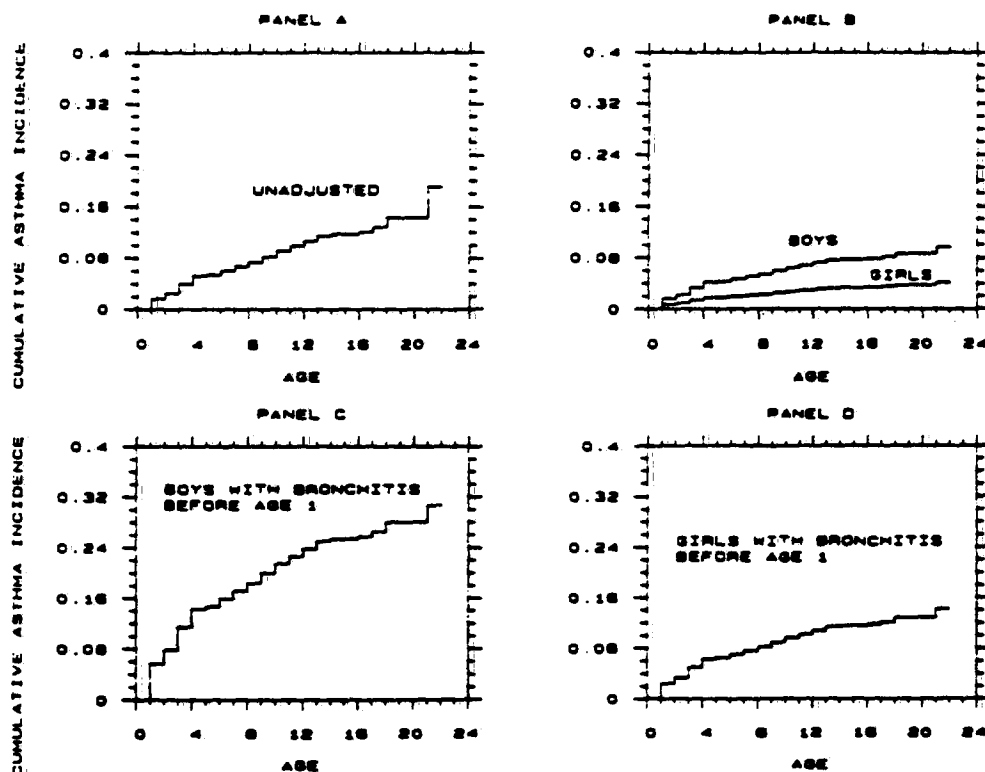 PANEL A
CUMULATIVE ASTHMA INCIDENCE
0.4
0.32
0.24
0.16
0.08
0
UNADJUSTED
0 4 8 12 16 20 24
AGE
PANEL B
0.4
0.32
0.24
0.16
0.08
0
BOYS
GIRLS
0 4 8 12 16 20 24
AGE
PANEL C
CUMULATIVE ASTHMA INCIDENCE
0.4
0.32
0.24
0.16
0.08
0
BOYS WITH BRONCHITIS
BEFORE AGE 1
0 4 8 12 16 20 24
AGE
PANEL D
0.4
0.32
0.24
0.16
0.08
0
GIRLS WITH BRONCHITIS
BEFORE AGE 1
0 4 8 12 16 20 24
AGE